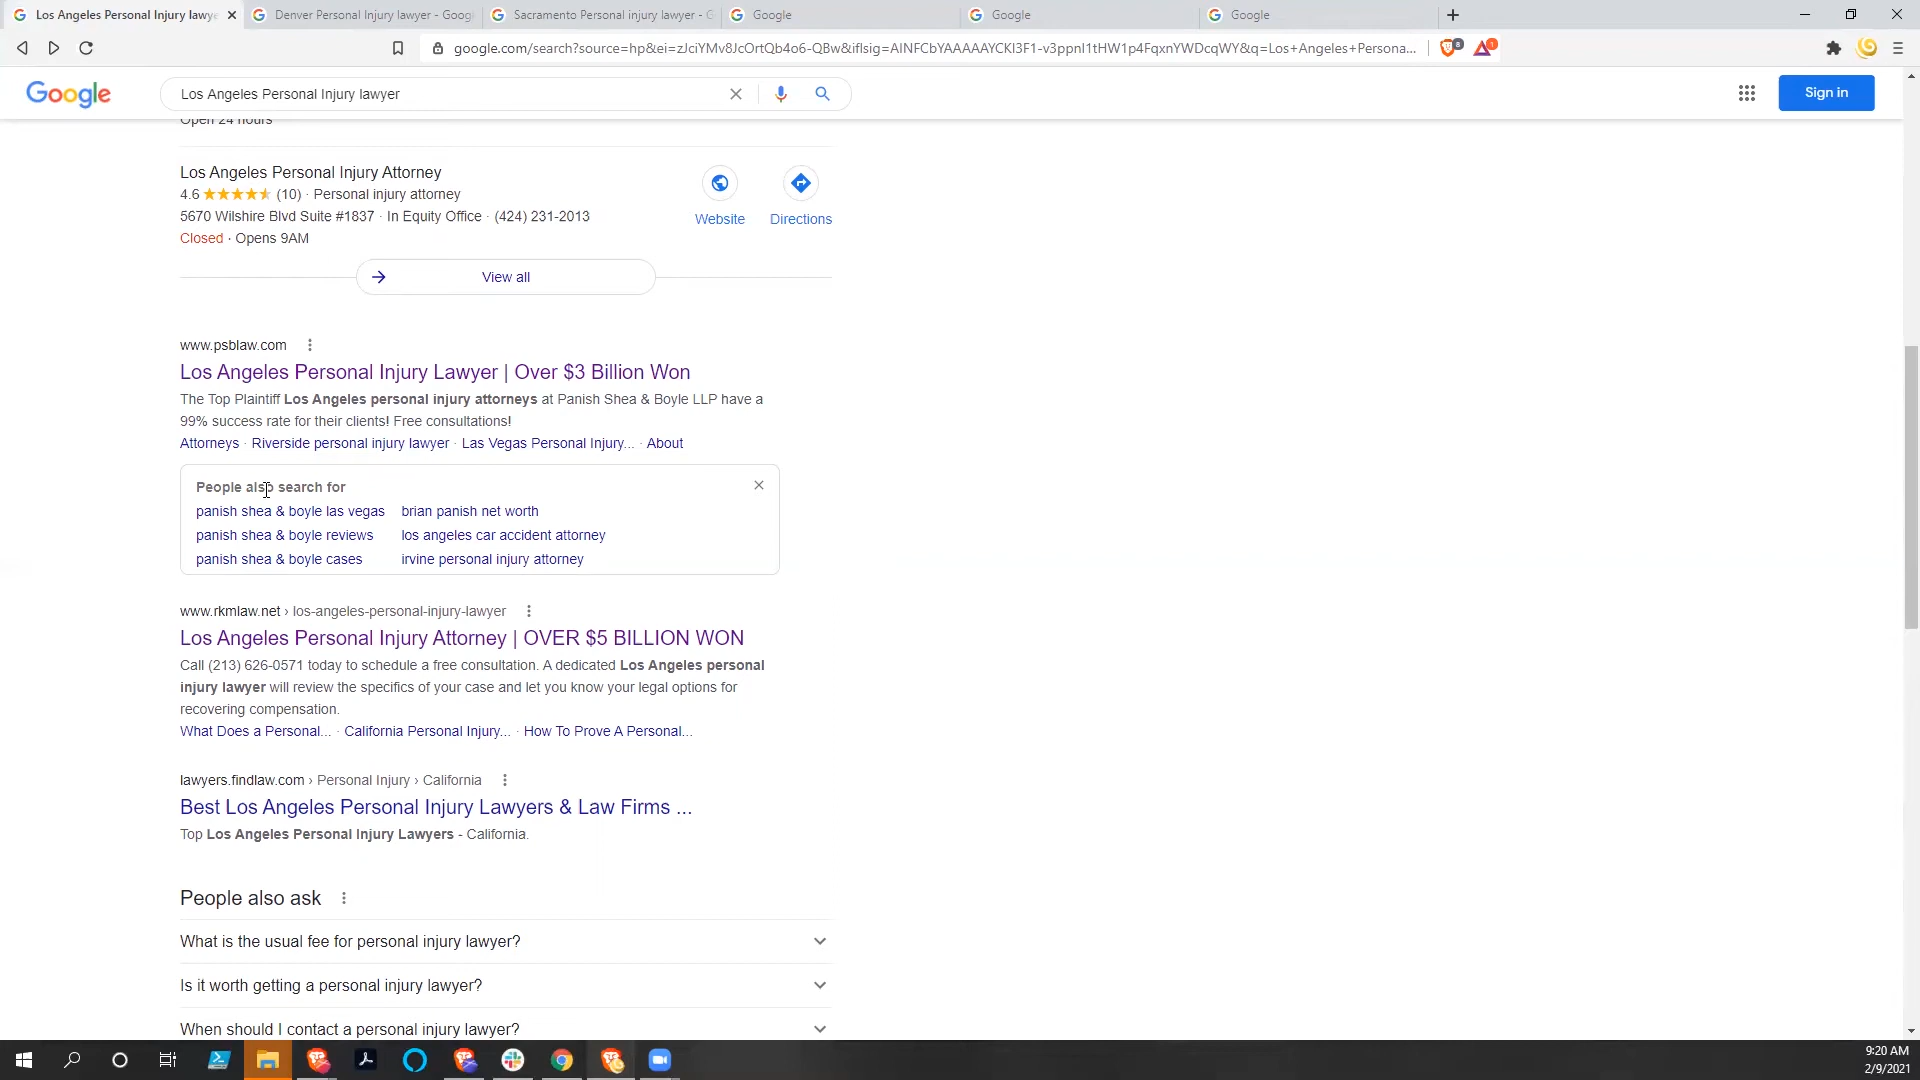 Los Angeles Personal Injury lawye
Denver Personal Injury lawyer - Goog
Sacramento Personal injury lawyer - G
Google
Google
Google
google.com/search?source=hp&ei=zJciYMv8JcOrtQb4o6-QBw&iflsig=AINFCbYAAAAAYCKl3F1-v3ppnI1tHW1p4FqxnYWDcqWY&q=Los+Angeles+Persona...
8
1
Google
Los Angeles Personal Injury lawyer
Sign in
Open 24 hours
Los Angeles Personal Injury Attorney
4.6 (10) · Personal injury attorney
5670 Wilshire Blvd Suite #1837 · In Equity Office · (424) 231-2013
Closed · Opens 9AM
Website
Directions
View all
www.psblaw.com
Los Angeles Personal Injury Lawyer | Over $3 Billion Won
The Top Plaintiff Los Angeles personal injury attorneys at Panish Shea & Boyle LLP have a
99% success rate for their clients! Free consultations!
Attorneys · Riverside personal injury lawyer · Las Vegas Personal Injury... · About
People also search for
panish shea & boyle las vegas
brian panish net worth
panish shea & boyle reviews
los angeles car accident attorney
panish shea & boyle cases
irvine personal injury attorney
www.rkmlaw.net › los-angeles-personal-injury-lawyer
Los Angeles Personal Injury Attorney | OVER $5 BILLION WON
Call (213) 626-0571 today to schedule a free consultation. A dedicated Los Angeles personal
injury lawyer will review the specifics of your case and let you know your legal options for
recovering compensation.
What Does a Personal... · California Personal Injury... · How To Prove A Personal...
lawyers.findlaw.com › Personal Injury › California
Best Los Angeles Personal Injury Lawyers & Law Firms ...
Top Los Angeles Personal Injury Lawyers - California.
People also ask
What is the usual fee for personal injury lawyer?
Is it worth getting a personal injury lawyer?
When should I contact a personal injury lawyer?
9:20 AM
2/9/2021